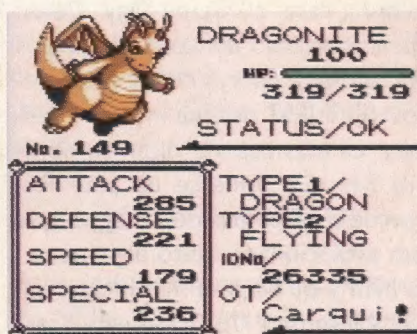 DRAGONITE
100
HP:
319/319
STATUS/OK
No. 149
ATTACK
285
DEFENSE
221
SPEED
179
SPECIAL
236
TYPE1/
DRAGON
TYPE2/
FLYING
IDNo/
26335
OT/
Carqui!